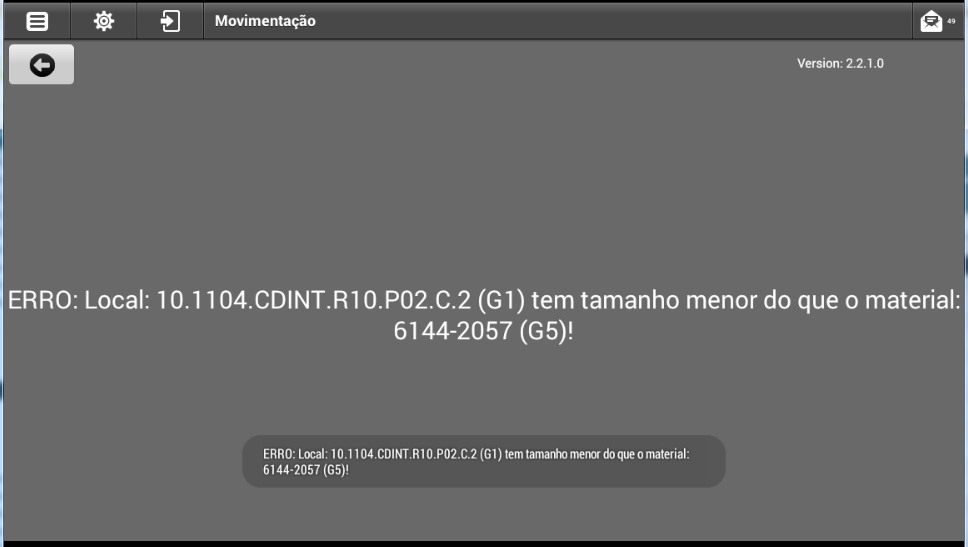 Movimentação
49
Version: 2.2.1.0
ERRO: Local: 10.1104.CDINT.R10.P02.C.2 (G1) tem tamanho menor do que o material:
6144-2057 (G5)!
ERRO: Local: 10.1104.CDINT.R10.P02.C.2 (G1) tem tamanho menor do que o material:
6144-2057 (G5)!